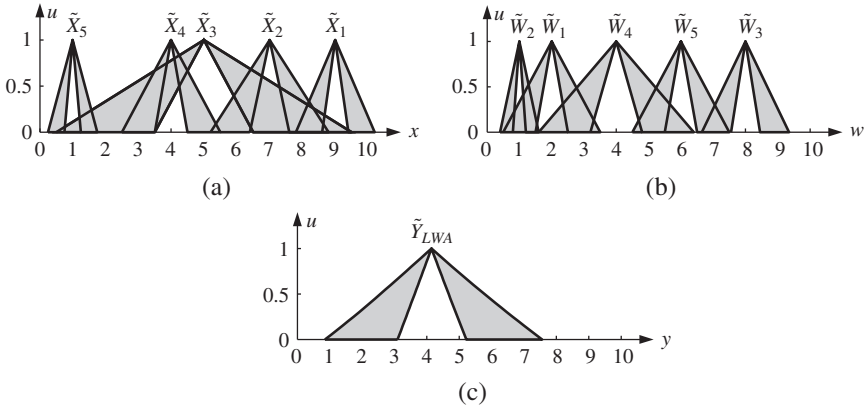 u X̃₅ X̃₄ X̃₃ X̃₂ X̃₁
1
0.5
0
0 1 2 3 4 5 6 7 8 9 10 x
(a)
u W̃₂ W̃₁ W̃₄ W̃₅ W̃₃
1
0.5
0
0 1 2 3 4 5 6 7 8 9 10 w
(b)
u Ỹ_LWA
1
0.5
0
0 1 2 3 4 5 6 7 8 9 10 y
(c)